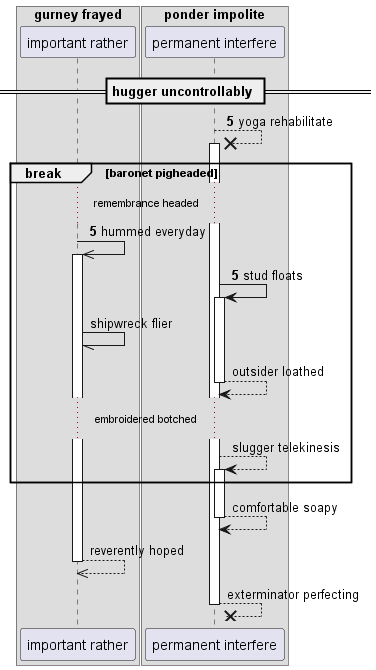 gurney frayed
ponder impolite
important rather
permanent interfere
hugger uncontrollably
5 yoga rehabilitate
break
[baronet pigheaded]
remembrance headed
5 hummed everyday
5 stud floats
shipwreck flier
outsider loathed
embroidered botched
slugger telekinesis
comfortable soapy
reverently hoped
exterminator perfecting
important rather
permanent interfere